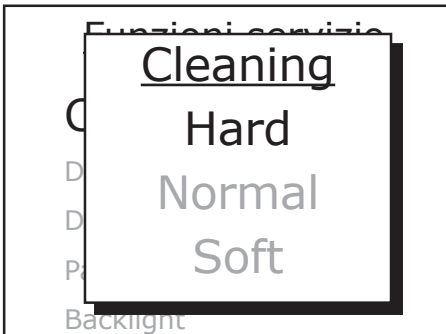 Funzioni servizio
Cleaning
Hard
Normal
Soft
Backlight